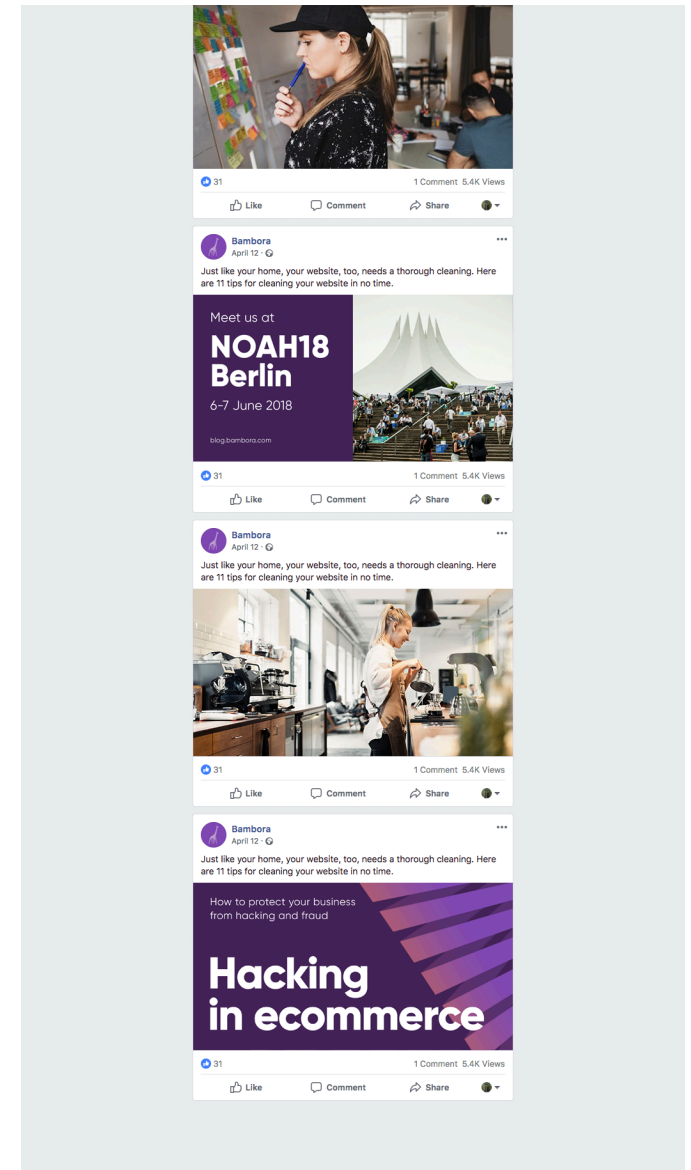 31
1 Comment 5.4K Views
Like Comment Share
Bambora
April 12 ·
Just like your home, your website, too, needs a thorough cleaning. Here
are 11 tips for cleaning your website in no time.
Meet us at
NOAH18
Berlin
6-7 June 2018
blog.bambora.com
31
1 Comment 5.4K Views
Like Comment Share
Bambora
April 12 ·
Just like your home, your website, too, needs a thorough cleaning. Here
are 11 tips for cleaning your website in no time.
31
1 Comment 5.4K Views
Like Comment Share
Bambora
April 12 ·
Just like your home, your website, too, needs a thorough cleaning. Here
are 11 tips for cleaning your website in no time.
How to protect your business
from hacking and fraud
Hacking
in ecommerce
31
1 Comment 5.4K Views
Like Comment Share